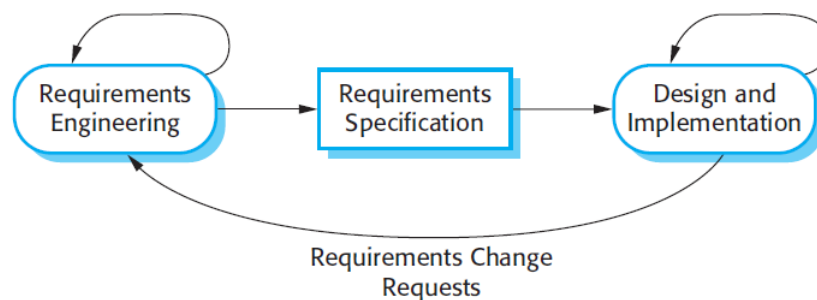 Requirements
Engineering
Requirements
Specification
Design and
Implementation
Requirements Change
Requests